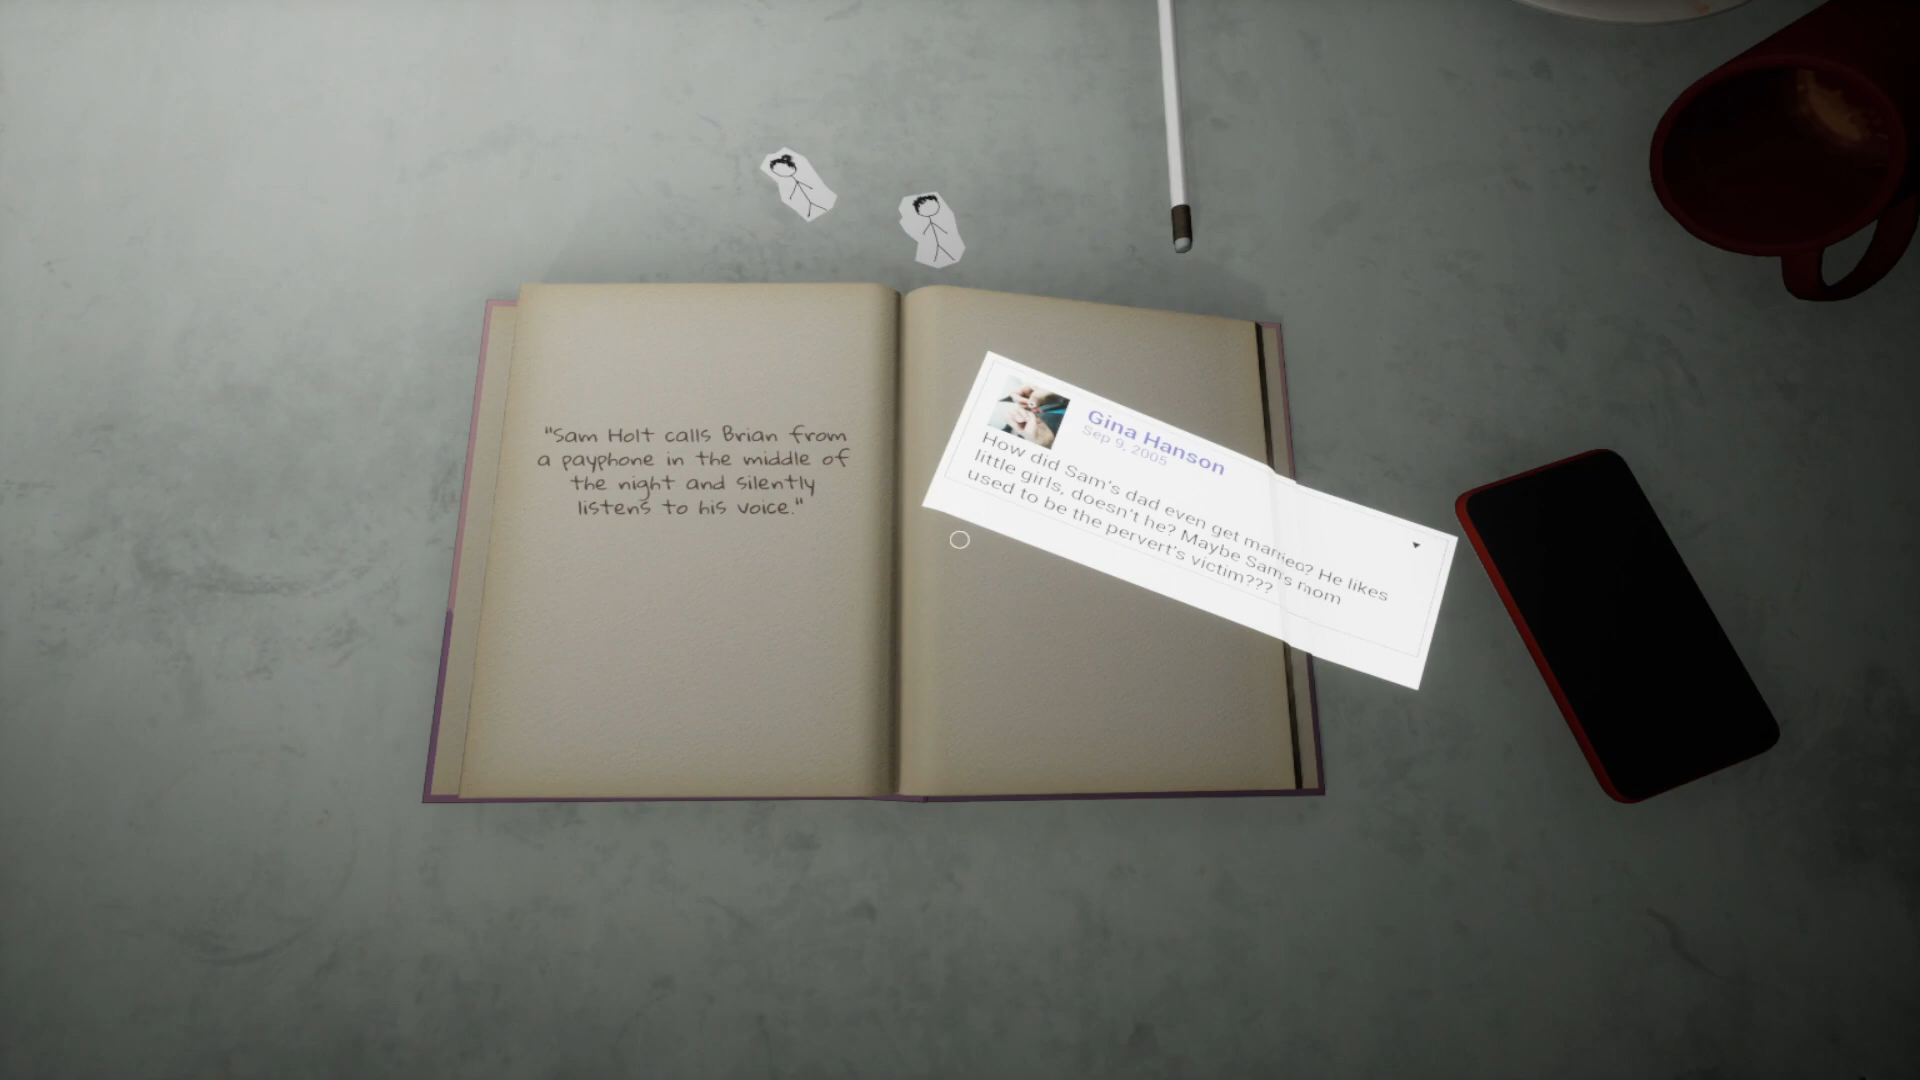 "Sam Holt calls Brian from
a payphone in the middle of
the night and silently
listens to his voice."
Gina Hanson
Sep 9, 2005
How did Sam's dad even get married? He likes
little girls, doesn't he? Maybe Sam's mom
used to be the pervert's victim???